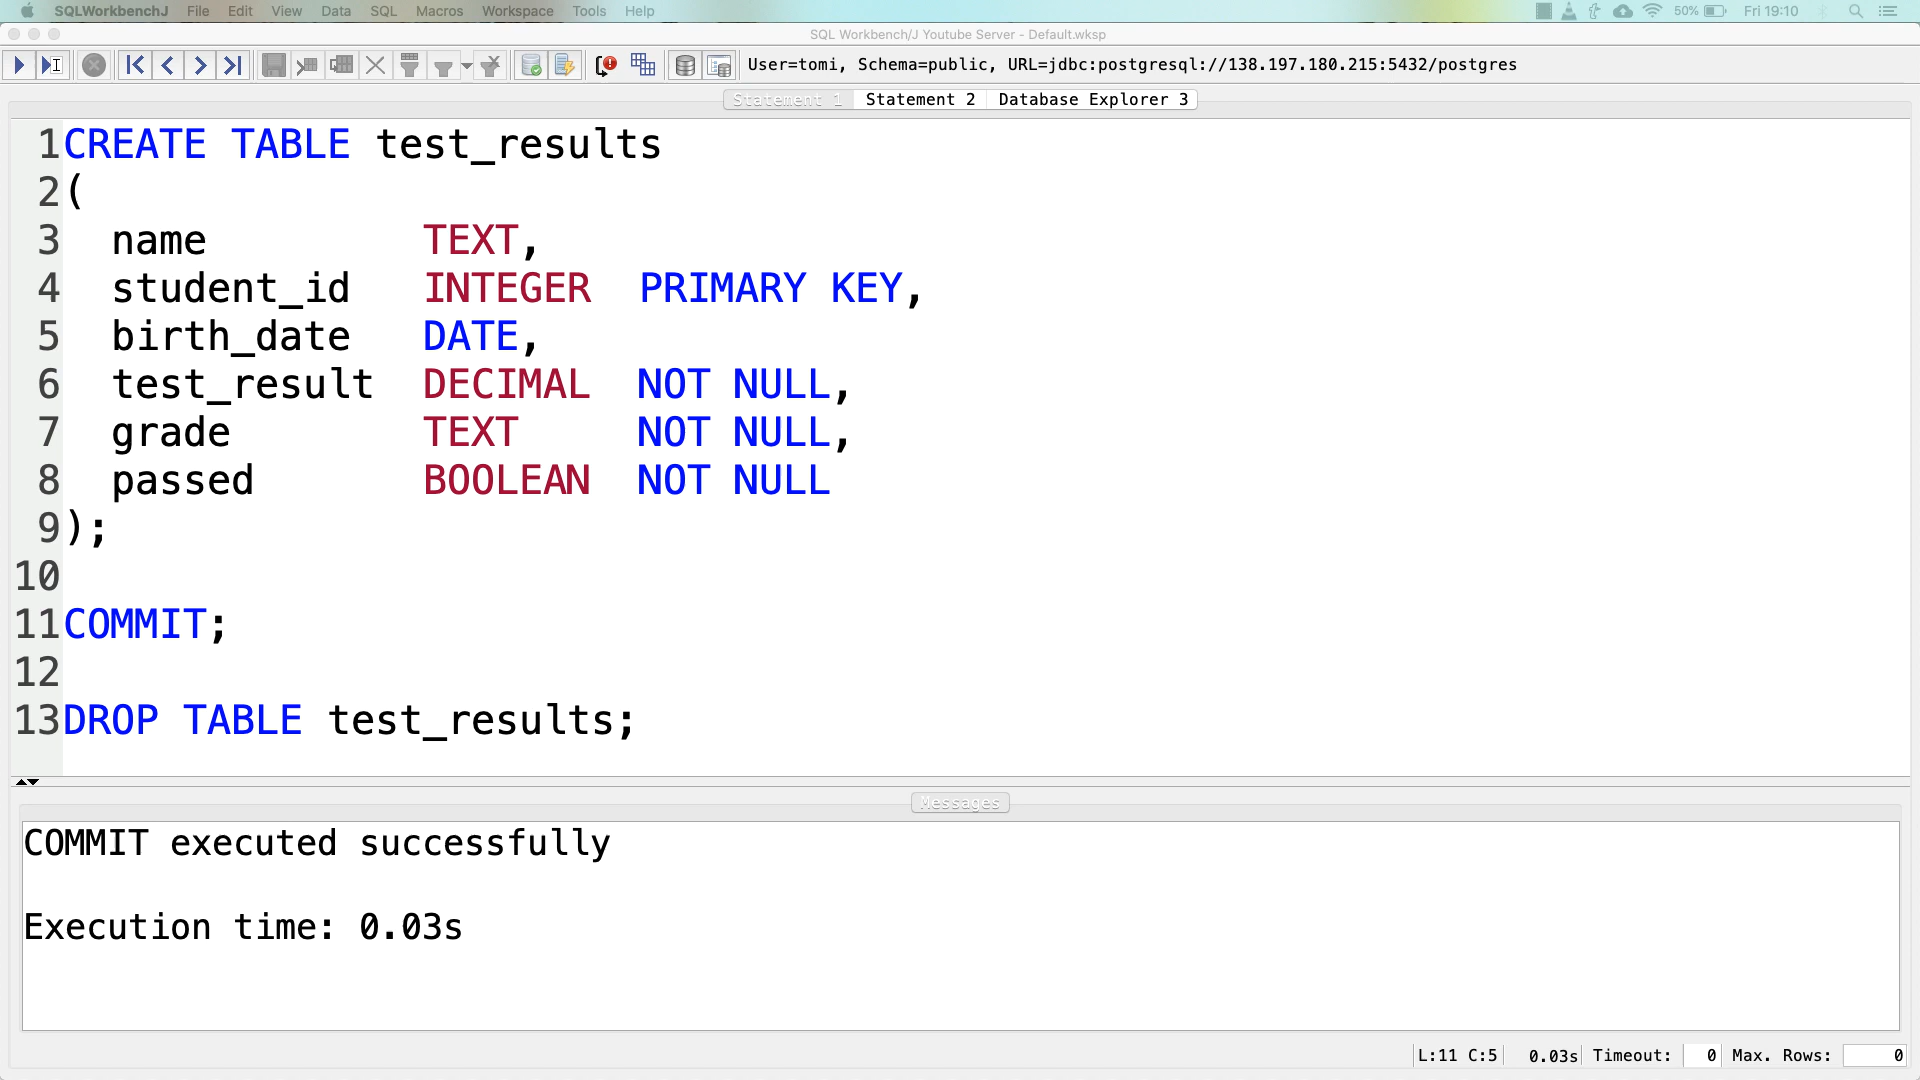 SQLWorkbenchJ File Edit View Data SQL Macros Workspace Tools Help 50% Fri 19:10
SQL Workbench/J Youtube Server - Default.wksp
User=tomi, Schema=public, URL=jdbc:postgresql://138.197.180.215:5432/postgres
Statement 1 Statement 2 Database Explorer 3
1 CREATE TABLE test_results
2 (
3 name TEXT,
4 student_id INTEGER PRIMARY KEY,
5 birth_date DATE,
6 test_result DECIMAL NOT NULL,
7 grade TEXT NOT NULL,
8 passed BOOLEAN NOT NULL
9 );
10
11 COMMIT;
12
13 DROP TABLE test_results;
Messages
COMMIT executed successfully
Execution time: 0.03s
L:11 C:5 0.03s Timeout: 0 Max. Rows: 0